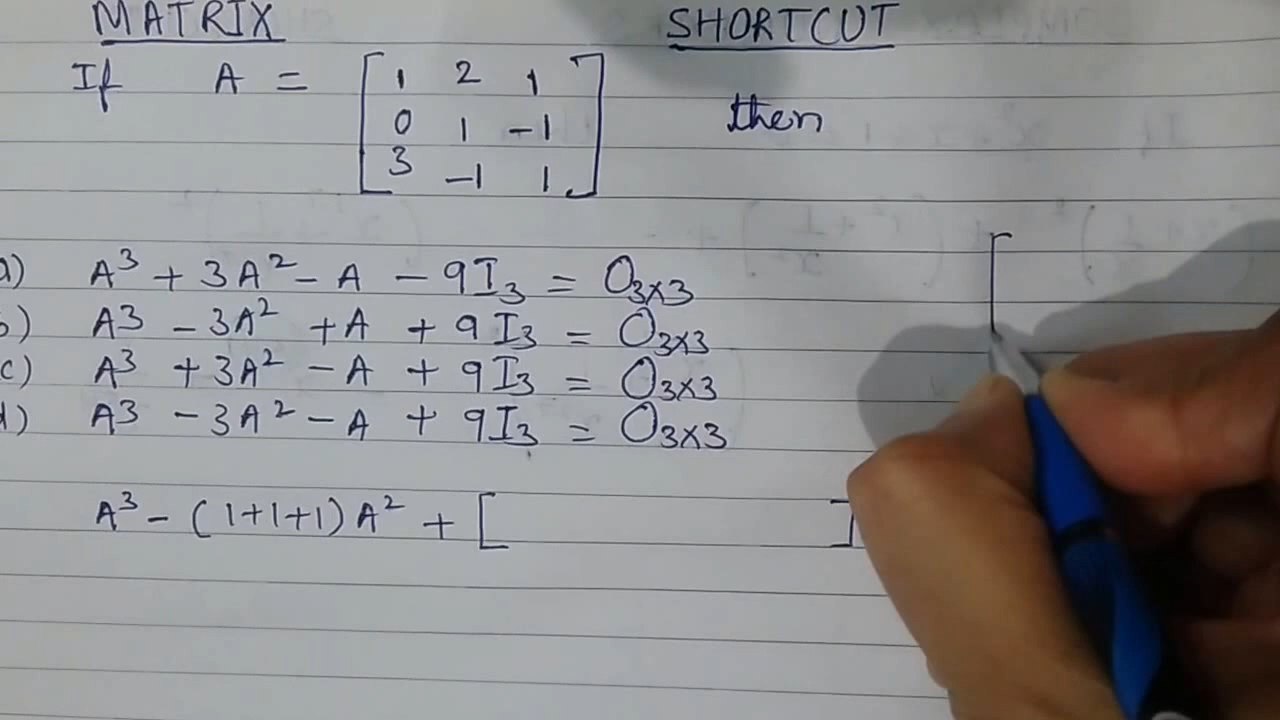 MATRIX SHORTCUT
If A = [1 2 1
0 1 -1
3 -1 1] then
a) A³ + 3A² - A - 9I₃ = O₃ₓ₃
b) A³ - 3A² + A + 9I₃ = O₃ₓ₃
c) A³ + 3A² - A + 9I₃ = O₃ₓ₃
d) A³ - 3A² - A + 9I₃ = O₃ₓ₃
A³ - (1+1+1)A² + [ ]
[